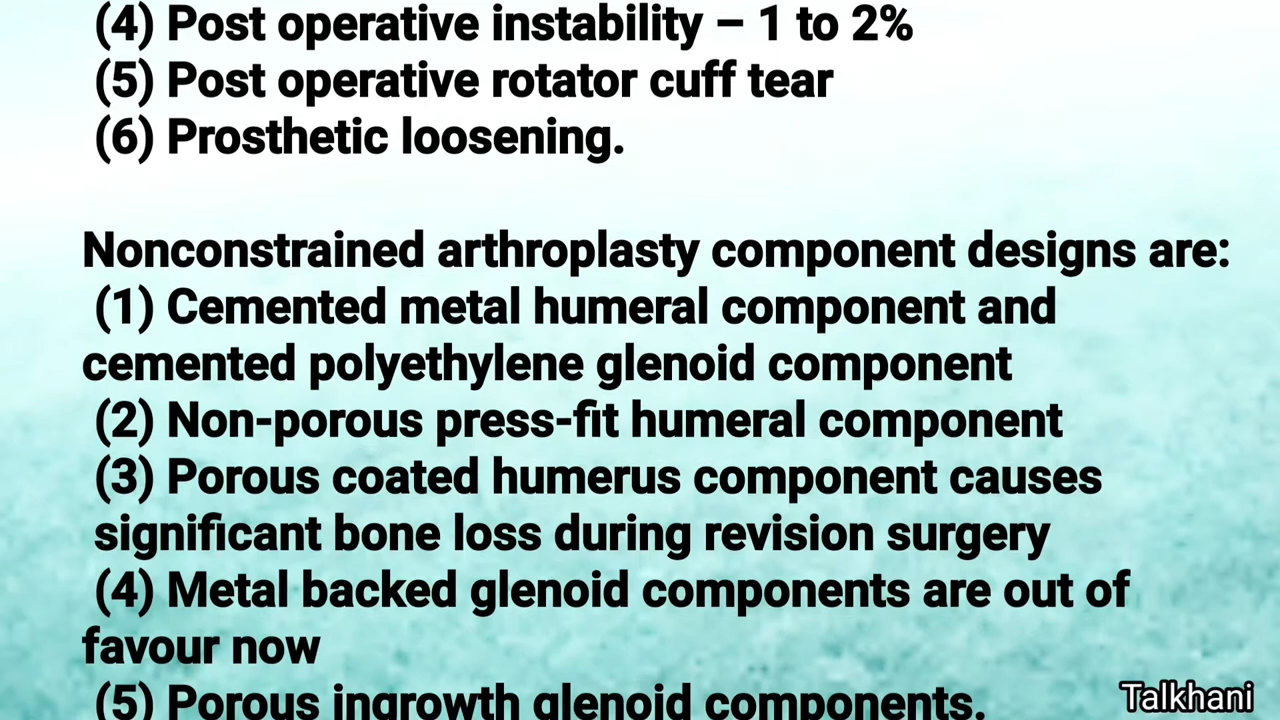 (4) Post operative instability – 1 to 2%
(5) Post operative rotator cuff tear
(6) Prosthetic loosening.
Nonconstrained arthroplasty component designs are:
(1) Cemented metal humeral component and
cemented polyethylene glenoid component
(2) Non-porous press-fit humeral component
(3) Porous coated humerus component causes
significant bone loss during revision surgery
(4) Metal backed glenoid components are out of
favour now
(5) Porous ingrowth glenoid components.
Talkhani